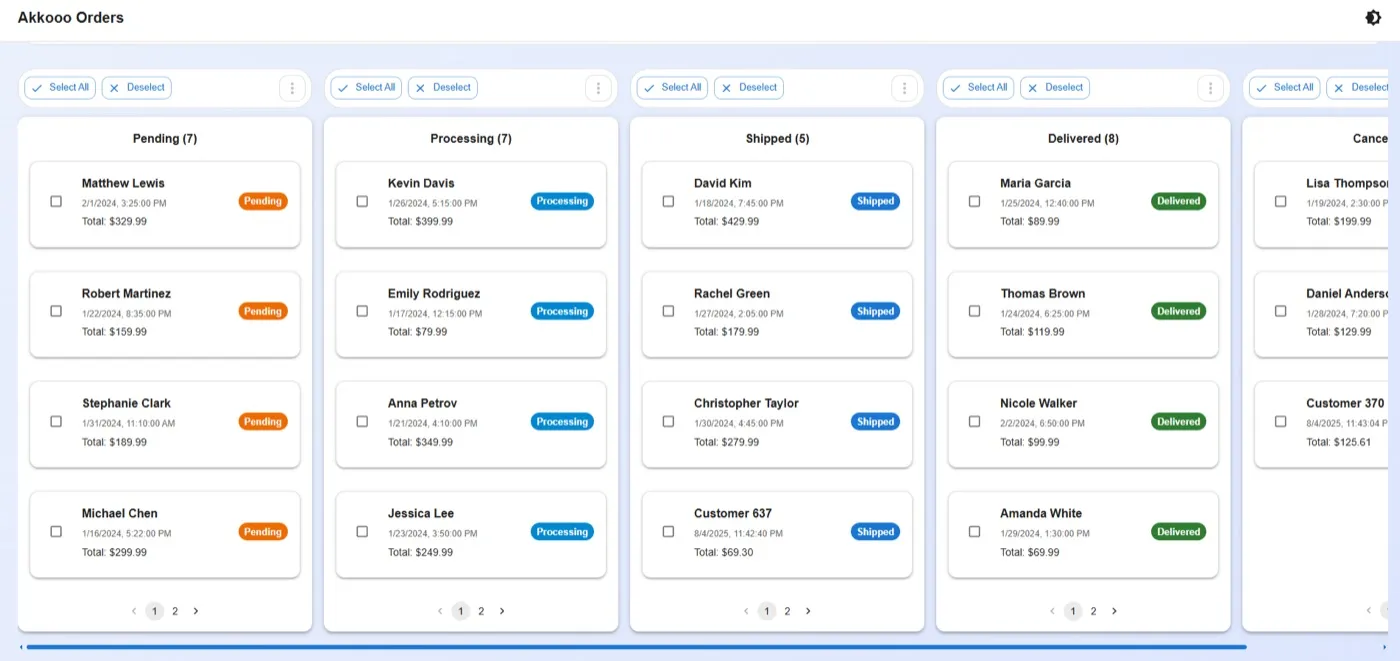 Akkooo Orders
Select All Deselect
Select All Deselect
Select All Deselect
Select All Deselect
Select All Deselect
Pending (7)
Matthew Lewis
2/1/2024, 3:25:00 PM
Total: $329.99
Pending
Robert Martinez
1/22/2024, 8:35:00 PM
Total: $159.99
Pending
Stephanie Clark
1/31/2024, 11:10:00 AM
Total: $189.99
Pending
Michael Chen
1/16/2024, 5:22:00 PM
Total: $299.99
Pending
1 2
Processing (7)
Kevin Davis
1/26/2024, 5:15:00 PM
Total: $399.99
Processing
Emily Rodriguez
1/17/2024, 12:15:00 PM
Total: $79.99
Processing
Anna Petrov
1/21/2024, 4:10:00 PM
Total: $349.99
Processing
Jessica Lee
1/23/2024, 3:50:00 PM
Total: $249.99
Processing
1 2
Shipped (5)
David Kim
1/18/2024, 7:45:00 PM
Total: $429.99
Shipped
Rachel Green
1/27/2024, 2:05:00 PM
Total: $179.99
Shipped
Christopher Taylor
1/30/2024, 4:45:00 PM
Total: $279.99
Shipped
Customer 637
8/4/2025, 11:42:40 PM
Total: $69.30
Shipped
1 2
Delivered (8)
Maria Garcia
1/25/2024, 12:40:00 PM
Total: $89.99
Delivered
Thomas Brown
1/24/2024, 6:25:00 PM
Total: $119.99
Delivered
Nicole Walker
2/2/2024, 6:50:00 PM
Total: $99.99
Delivered
Amanda White
1/29/2024, 1:30:00 PM
Total: $69.99
Delivered
1 2
Cance
Lisa Thompso
1/19/2024, 2:30:00 P
Total: $199.99
Daniel Anders
1/28/2024, 7:20:00 P
Total: $129.99
Customer 370
8/4/2025, 11:43:04 P
Total: $125.61